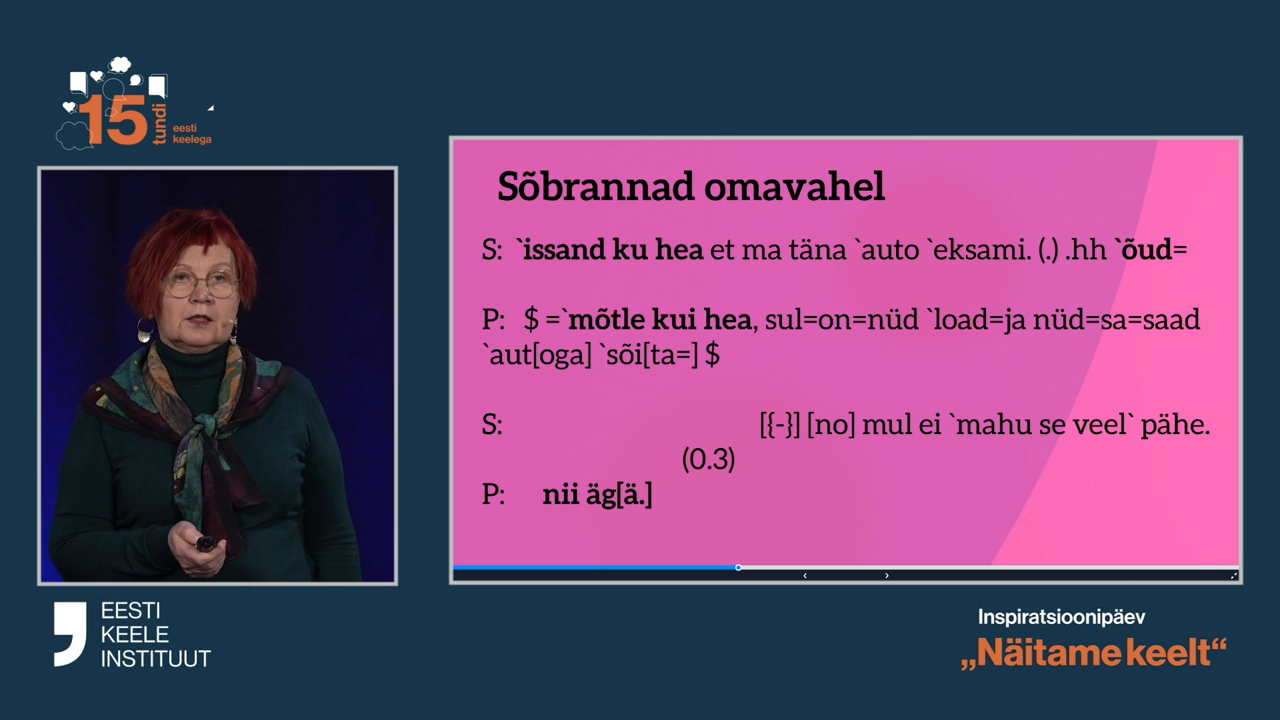 15 tundi
eesti
keelega
Sõbrannad omavahel
S: `issand ku hea et ma täna `auto `eksami. (.) .hh `õud=
P: $ =`mõtle kui hea, sul=on=nüd `load=ja nüd=sa=saad
`aut[oga] `sõi[ta=] $
S: [{-}] [no] mul ei `mahu se veel` pähe.
(0.3)
P: nii äg[ä.]
EESTI
KEELE
INSTITUUT
Inspiratsioonipäev
„Näitame keelt“